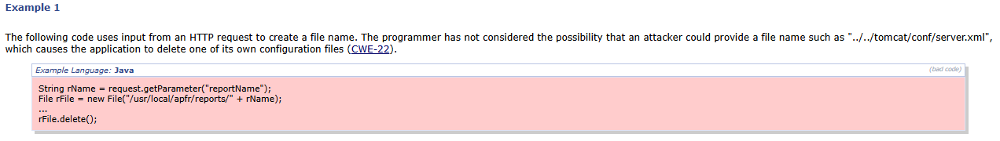 Example 1
The following code uses input from an HTTP request to create a file name. The programmer has not considered the possibility that an attacker could provide a file name such as "../../tomcat/conf/server.xml",
which causes the application to delete one of its own configuration files (CWE-22).
Example Language: Java (bad code)
String rName = request.getParameter("reportName");
File rFile = new File("/usr/local/apfr/reports/" + rName);
...
rFile.delete();